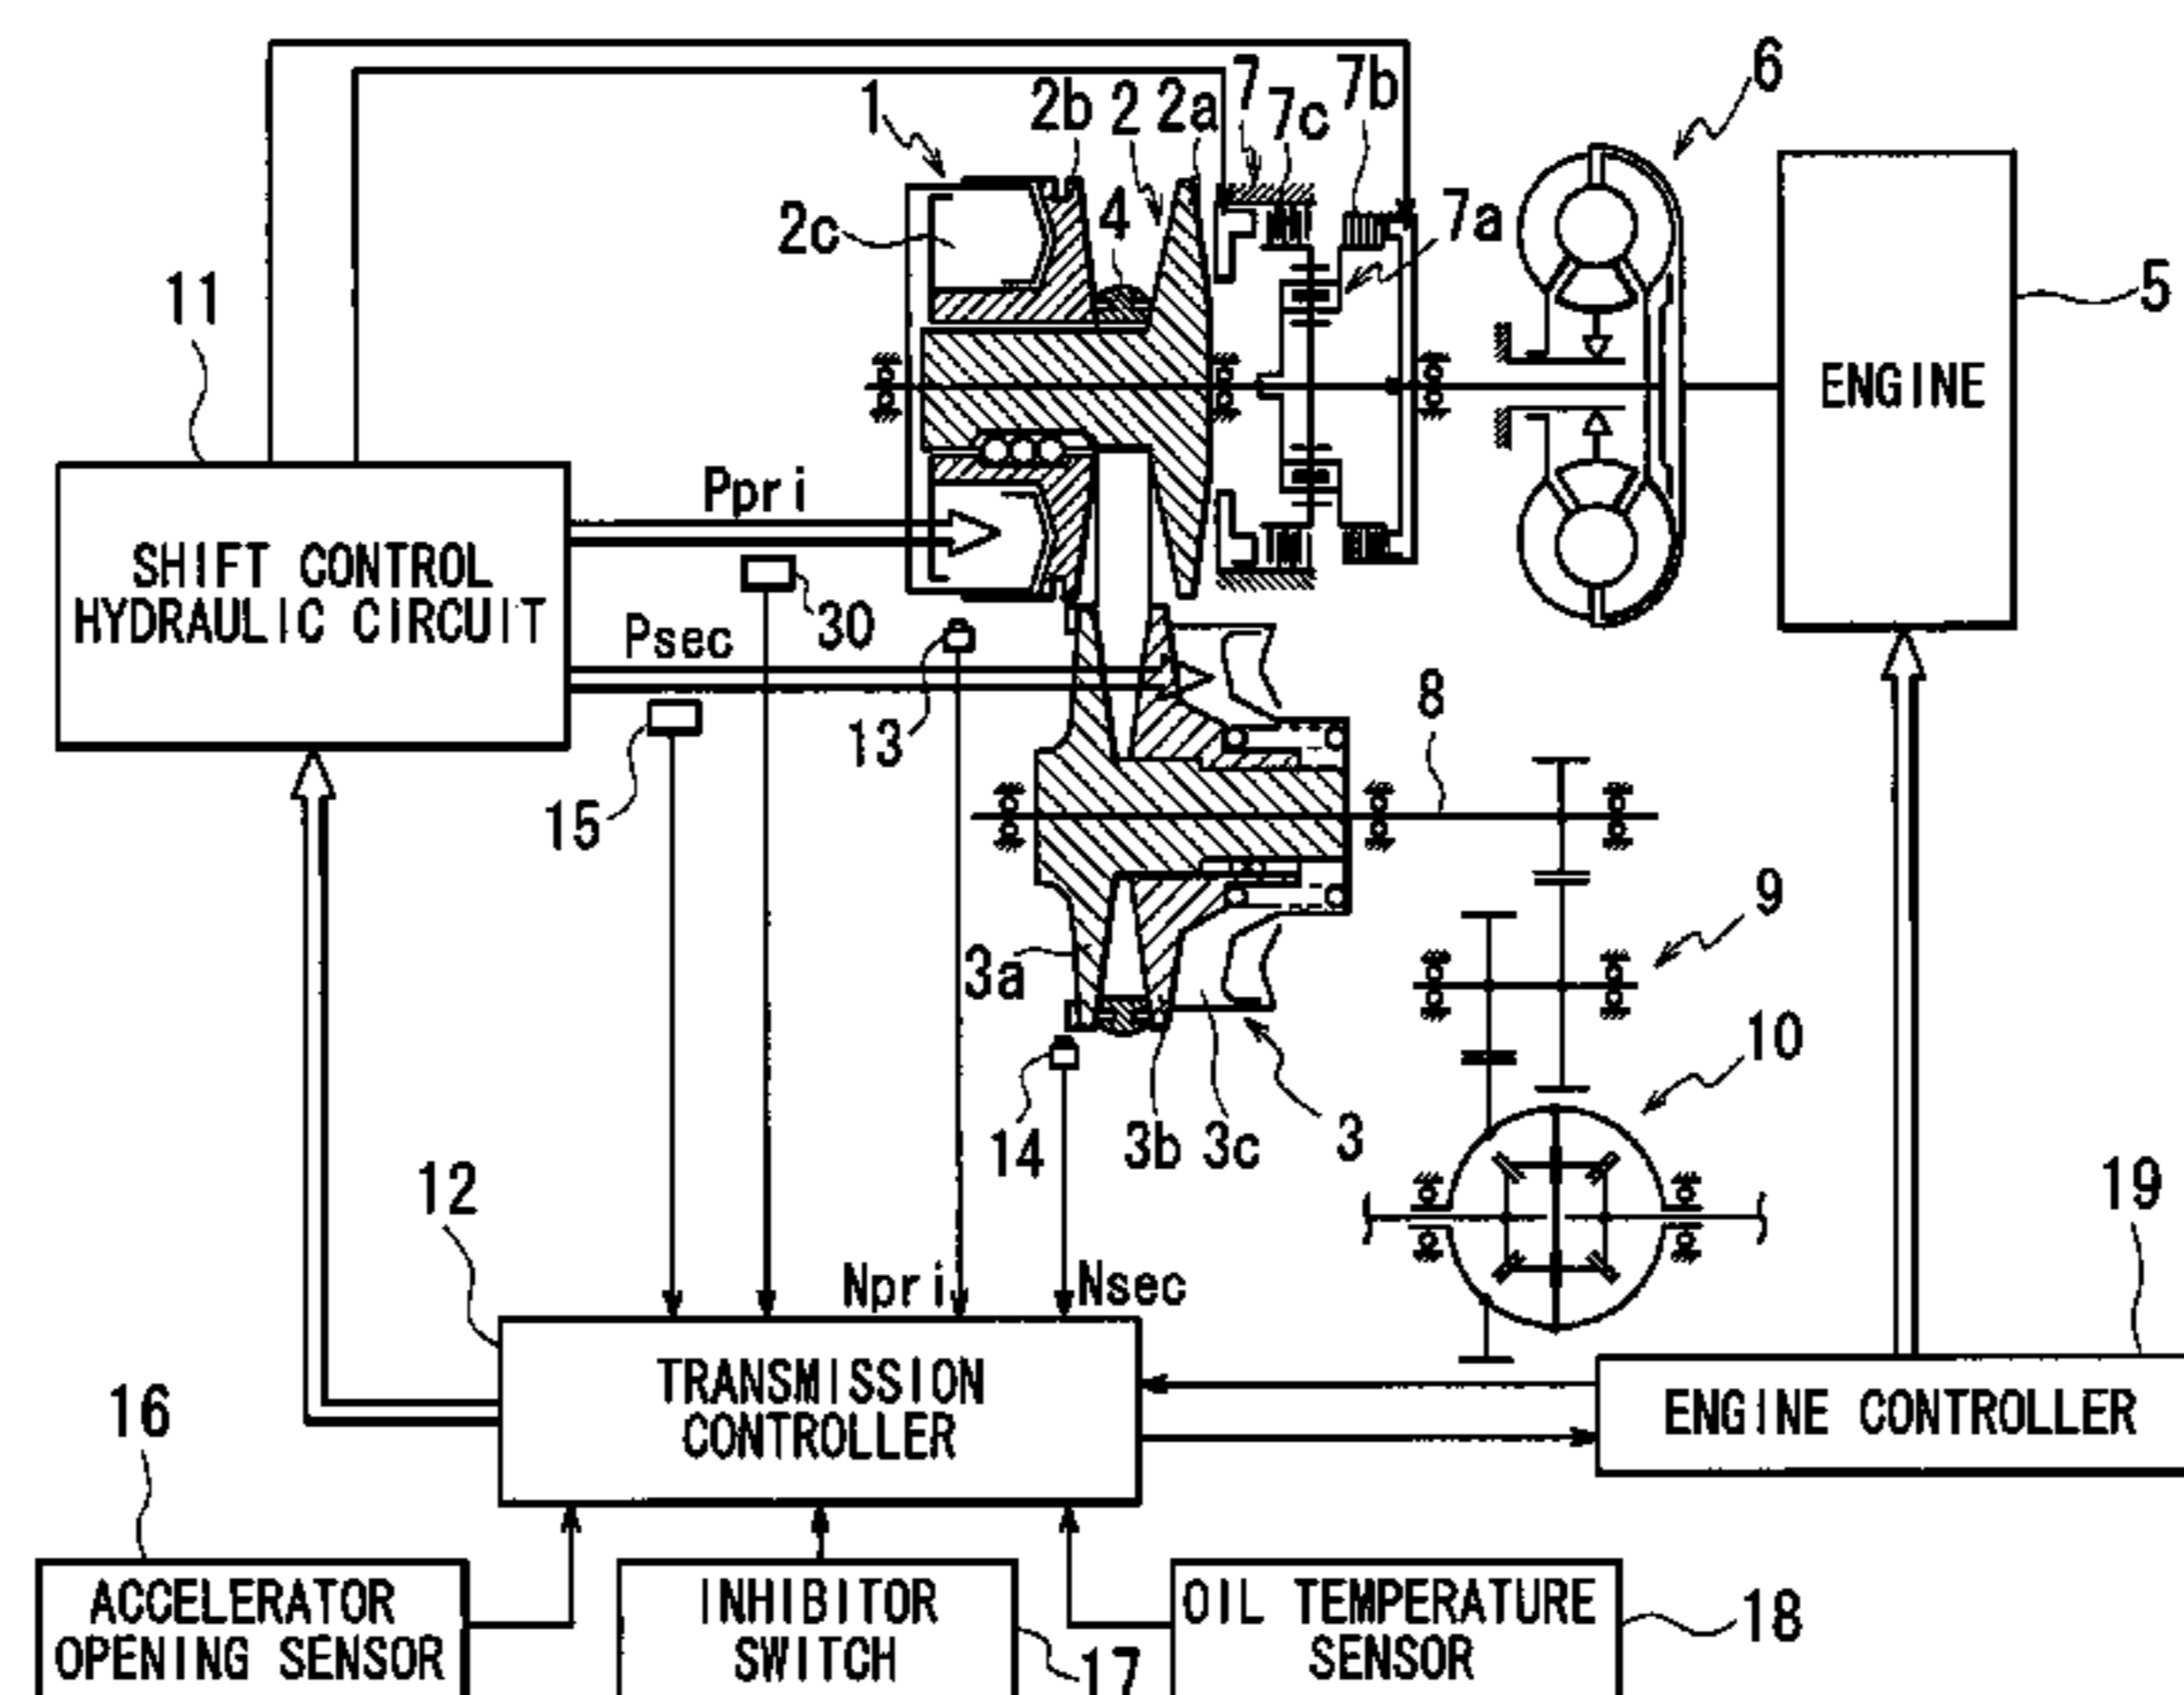 1
2b
2
2a
7
7c
7b
6
2c
4
7a
11
5
ENGINE
Ppri
SHIFT CONTROL
HYDRAULIC CIRCUIT
30
Psec
13
8
15
9
3a
10
14
3b
3c
3
12
19
Npri
Nsec
TRANSMISSION
CONTROLLER
16
ENGINE CONTROLLER
ACCELERATOR
OPENING SENSOR
INHIBITOR
SWITCH
17
OIL TEMPERATURE
SENSOR
18